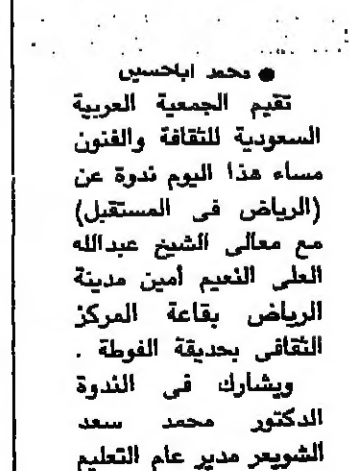 ● محمد اباحسين
تقيم الجمعية العربية
السعودية للثقافة والفنون
مساء هذا اليوم ندوة عن
(الرياض فى المستقبل)
مع معالى الشيخ عبدالله
العلى النعيم أمين مدينة
الرياض بقاعة المركز
الثقافى بحديقة الفوطة .
ويشارك فى الندوة
الدكتور محمد سعد
الشويعر مدير عام التعليم